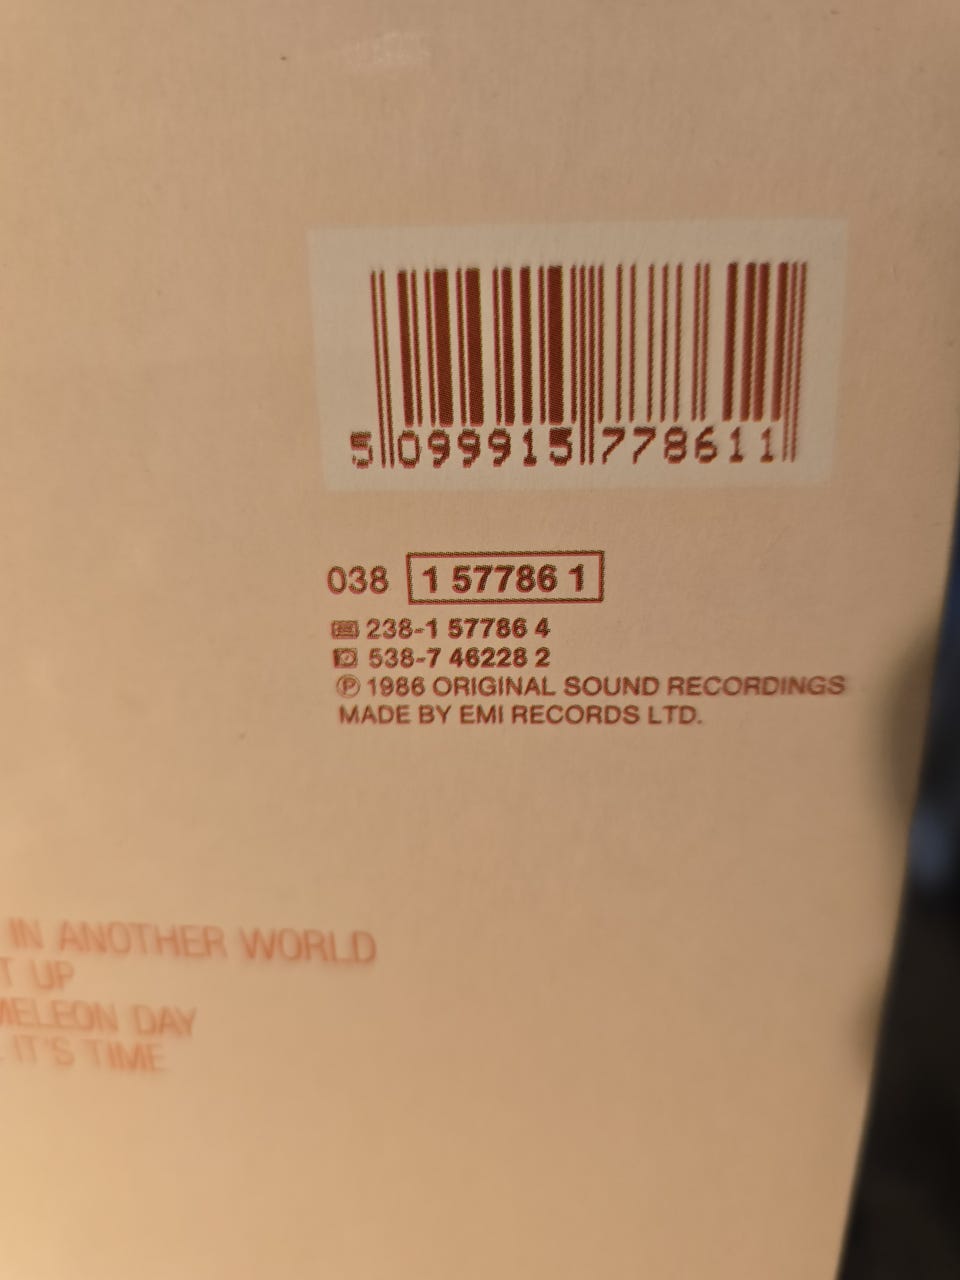 5 099915 778611
038 1 57786 1
238-1 57786 4
538-7 46228 2
℗ 1986 ORIGINAL SOUND RECORDINGS
MADE BY EMI RECORDS LTD.
IN ANOTHER WORLD
T UP
MELEON DAY
IT'S TIME